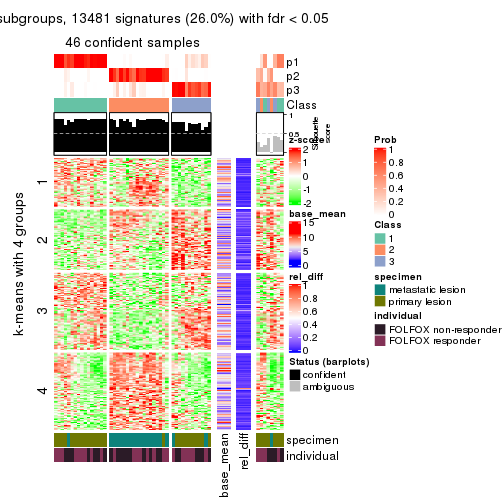 subgroups, 13481 signatures (26.0%) with fdr < 0.05
46 confident samples
p1
p2
p3
Class
1
0.5
0
Silhouette
score
k-means with 4 groups
1
2
3
4
specimen
individual
base_mean
rel_diff
z-score
2
1
0
-1
-2
base_mean
15
10
5
0
rel_diff
1
0.8
0.6
0.4
0.2
0
Status (barplots)
confident
ambiguous
Prob
1
0.8
0.6
0.4
0.2
0
Class
1
2
3
specimen
metastatic lesion
primary lesion
individual
FOLFOX non-responder
FOLFOX responder